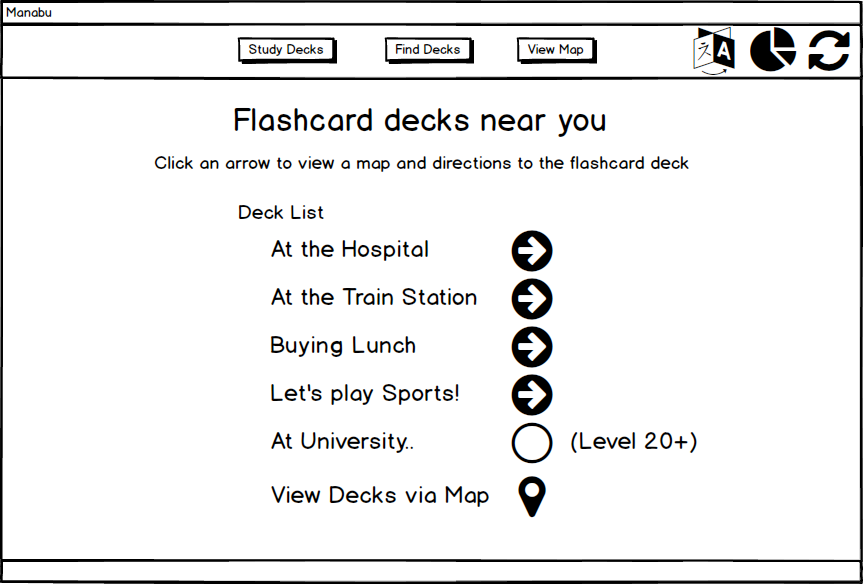 Manabu
Study Decks
Find Decks
View Map
A
Flashcard decks near you
Click an arrow to view a map and directions to the flashcard deck
Deck List
At the Hospital
At the Train Station
Buying Lunch
Let's play Sports!
At University.. (Level 20+)
View Decks via Map